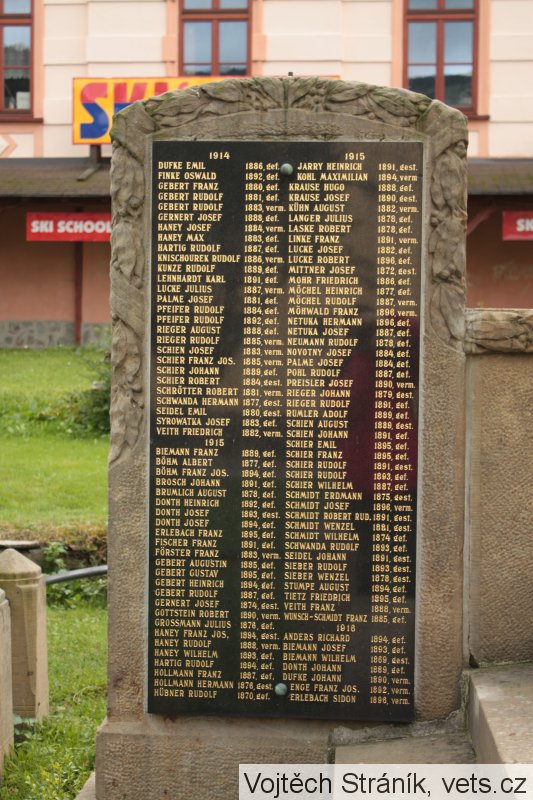 SKI
SKI SCHOOL
1914
DUFKE EMIL 1886, def.
FINKE OSWALD 1892, def.
GEBERT FRANZ 1880, def.
GEBERT RUDOLF 1881, def.
GEBERT RUDOLF 1883, verm.
GERNERT JOSEF 1888, def.
HANEY JOSEF 1884, verm.
HANEY MAX 1883, def.
HARTIG RUDOLF 1887, def.
KNISCHOUREK RUDOLF 1886, verm.
KUNZE RUDOLF 1889, def.
LEHNHARDT KARL 1891, def.
LUCKE JULIUS 1887, verm.
PALME JOSEF 1881, def.
PFEIFER RUDOLF 1884, def.
PFEIFER RUDOLF 1892, def.
RIEGER AUGUST 1888, def.
RIEGER RUDOLF 1885, verm.
SCHIEN JOSEF 1883, verm.
SCHIER FRANZ JOS. 1885, verm.
SCHIER JOHANN 1889, def.
SCHIER ROBERT 1884, dest.
SCHRÖTTER ROBERT 1881, verm.
SCHWANDA HERMANN 1877, dest.
SEIDEL EMIL 1880, dest.
SYROWATKA JOSEF 1883, def.
VEITH FRIEDRICH 1882, verm.
1915
BIEMANN FRANZ 1889, def.
BÖHM ALBERT 1877, def.
BÖHM FRANZ JOS. 1894, def.
BROSCH JOHANN 1891, def.
BRUMLICH AUGUST 1878, def.
DONTH HEINRICH 1892, def.
DONTH JOSEF 1893, dest.
DONTH JOSEF 1894, def.
ERLEBACH FRANZ 1895, def.
FISCHER FRANZ 1891, def.
FÖRSTER FRANZ 1883, verm.
GEBERT AUGUSTIN 1885, def.
GEBERT GUSTAV 1895, def.
GEBERT HEINRICH 1894, def.
GEBERT RUDOLF 1887, def.
GERNERT JOSEF 1874, dest.
GOTTSTEIN ROBERT 1890, verm.
GROSSMANN JULIUS 1876, def.
HANEY FRANZ JOS. 1894, dest.
HANEY RUDOLF 1888, verm.
HANEY WILHELM 1893, def.
HARTIG RUDOLF 1894, def.
HOLLMANN FRANZ 1887, def.
HOLLMANN HERMANN 1876, dest.
HÜBNER RUDOLF 1870, def.
1915
JARRY HEINRICH 1891, dest.
KOHL MAXIMILIAN 1894, verm.
KRAUSE HUGO 1888, def.
KRAUSE JOSEF 1890, dest.
KÜHN AUGUST 1882, verm.
LANGER JULIUS 1878, def.
LASKE ROBERT 1878, def.
LINKE FRANZ 1891, verm.
LUCKE JOSEF 1882, def.
LUCKE ROBERT 1896, def.
MITTNER JOSEF 1872, dest.
MOHR FRIEDRICH 1886, def.
MÖCHEL HEINRICH 1877, def.
MÖCHEL RUDOLF 1887, verm.
MÖHWALD FRANZ 1896, verm.
NETUKA HERMANN 1896, def.
NETUKA JOSEF 1887, def.
NEUMANN RUDOLF 1878, def.
NOVOTNY JOSEF 1884, def.
PALME JOSEF 1884, def.
POHL RUDOLF 1887, def.
PREISLER JOSEF 1890, verm.
RIEGER JOHANN 1879, dest.
RIEGER RUDOLF 1891, def.
RUMLER ADOLF 1889, def.
SCHIEN AUGUST 1889, dest.
SCHIEN JOHANN 1891, def.
SCHIER EMIL 1895, def.
SCHIER FRANZ 1895, def.
SCHIER RUDOLF 1891, dest.
SCHIER RUDOLF 1893, def.
SCHIER WILHELM 1887, def.
SCHMIDT ERDMANN 1875, dest.
SCHMIDT JOSEF 1896, verm.
SCHMIDT ROBERT RUD. 1891, dest.
SCHMIDT WENZEL 1881, dest.
SCHMIDT WILHELM 1874, def.
SCHWANDA RUDOLF 1893, def.
SEIDEL JOHANN 1891, dest.
SIEBER RUDOLF 1893, dest.
SIEBER WENZEL 1878, dest.
STUMPE AUGUST 1894, def.
TIETZ FRIEDRICH 1895, def.
VEITH FRANZ 1888, verm.
WUNSCH-SCHMIDT FRANZ 1885, def.
1916
ANDERS RICHARD 1894, def.
BIEMANN JOSEF 1893, def.
BIEMANN WILHELM 1869, dest.
DONTH JOHANN 1889, def.
DUFKE JOHANN 1890, verm.
ENGE FRANZ JOS. 1892, verm.
ERLEBACH SIDON 1896, verm.
Vojtěch Stráník, vets.cz